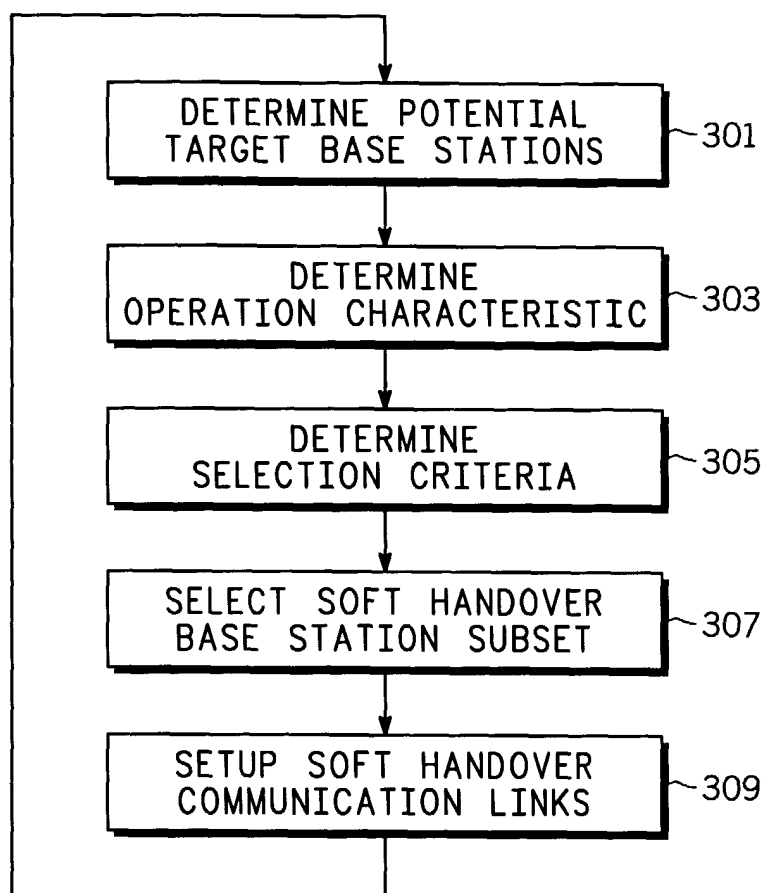 DETERMINE POTENTIAL
TARGET BASE STATIONS
301
DETERMINE
OPERATION CHARACTERISTIC
303
DETERMINE
SELECTION CRITERIA
305
SELECT SOFT HANDOVER
BASE STATION SUBSET
307
SETUP SOFT HANDOVER
COMMUNICATION LINKS
309